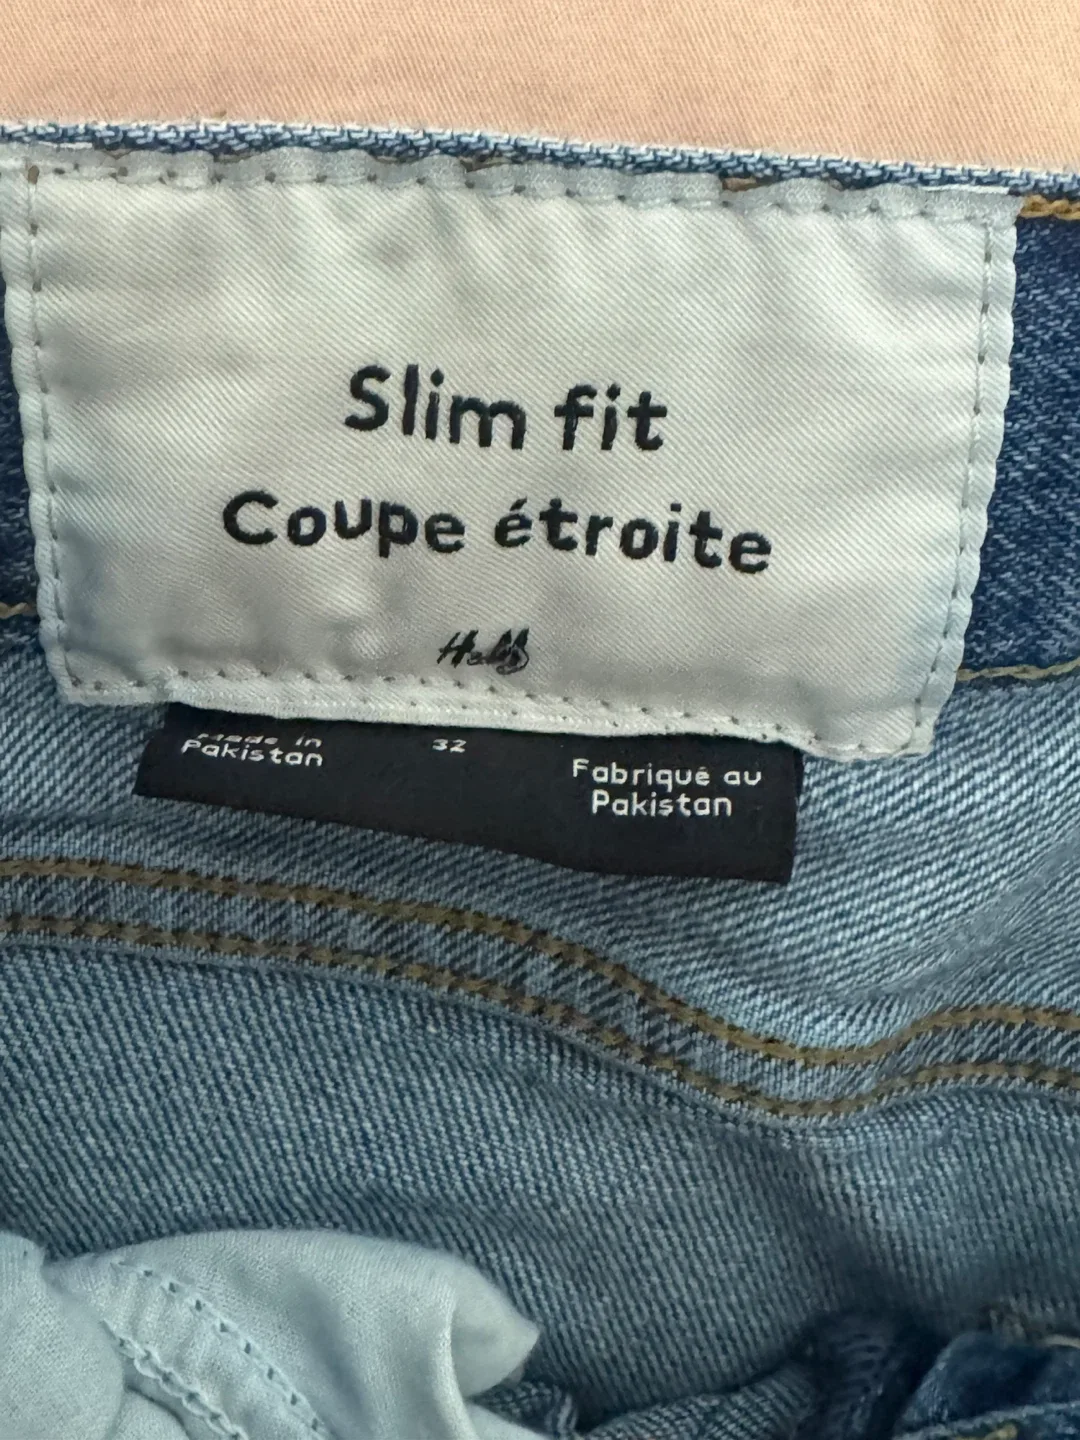 Slim fit
Coupe étroite
Made in
Pakistan
32
Fabriqué au
Pakistan